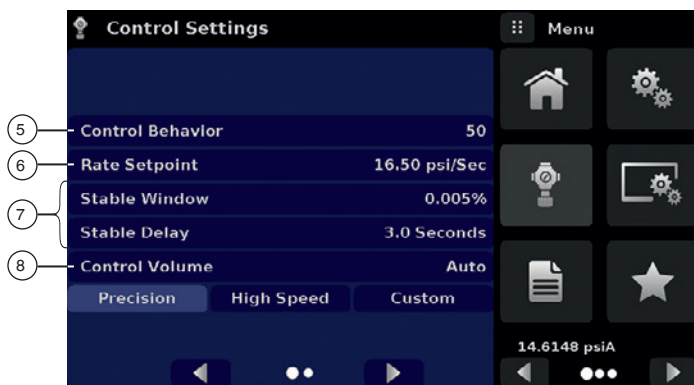 Control Settings
Menu
5
Control Behavior
50
6
Rate Setpoint
16.50 psi/Sec
7
Stable Window
0.005%
Stable Delay
3.0 Seconds
8
Control Volume
Auto
Precision
High Speed
Custom
14.6148 psiA